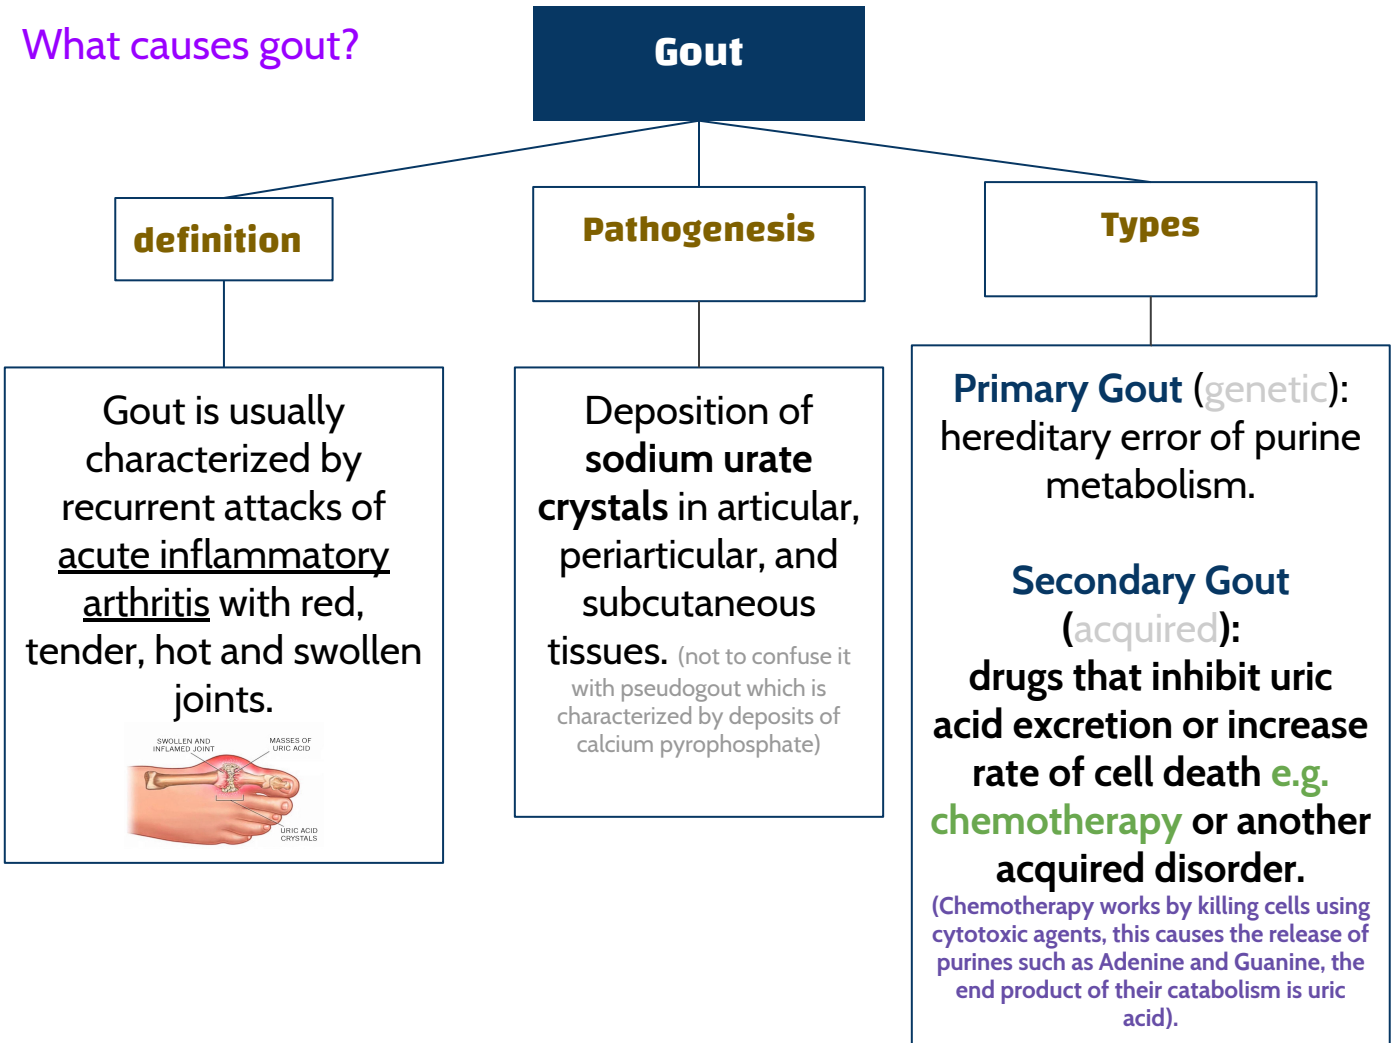 What causes gout?
Gout
definition
Pathogenesis
Types
Gout is usually
characterized by
recurrent attacks of
acute inflammatory
arthritis with red,
tender, hot and swollen
joints.
SWOLLEN AND
INFLAMED JOINT
MASSES OF
URIC ACID
URIC ACID
CRYSTALS
Deposition of
sodium urate
crystals in articular,
periarticular, and
subcutaneous
tissues. (not to confuse it
with pseudogout which is
characterized by deposits of
calcium pyrophosphate)
Primary Gout (genetic):
hereditary error of purine
metabolism.
Secondary Gout
(acquired):
drugs that inhibit uric
acid excretion or increase
rate of cell death e.g.
chemotherapy or another
acquired disorder.
(Chemotherapy works by killing cells using
cytotoxic agents, this causes the release of
purines such as Adenine and Guanine, the
end product of their catabolism is uric
acid).